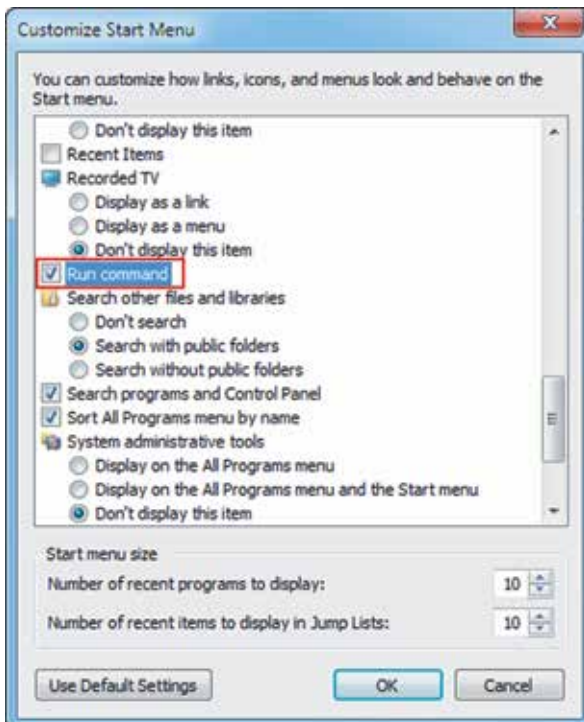 Customize Start Menu
You can customize how links, icons, and menus look and behave on the
Start menu.
Don't display this item
Recent Items
Recorded TV
Display as a link
Display as a menu
Don't display this item
Run command
Search other files and libraries
Don't search
Search with public folders
Search without public folders
Search programs and Control Panel
Sort All Programs menu by name
System administrative tools
Display on the All Programs menu
Display on the All Programs menu and the Start menu
Don't display this item
Start menu size
Number of recent programs to display: 10
Number of recent items to display in Jump Lists: 10
Use Default Settings OK Cancel